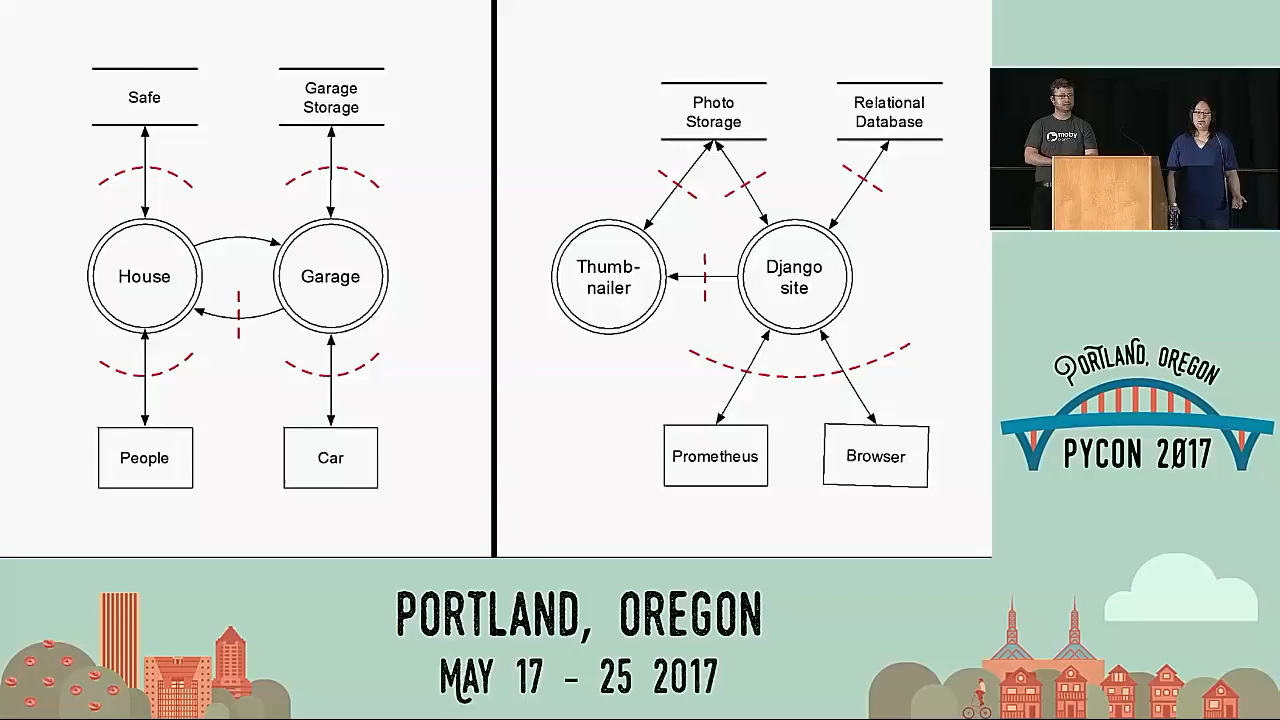 Safe
Garage
Storage
House
Garage
People
Car
Photo
Storage
Relational
Database
Thumb-
nailer
Django
site
Prometheus
Browser
moby
PORTLAND, OREGON
PYCON 2017
PORTLAND, OREGON
MAY 17 - 25 2017